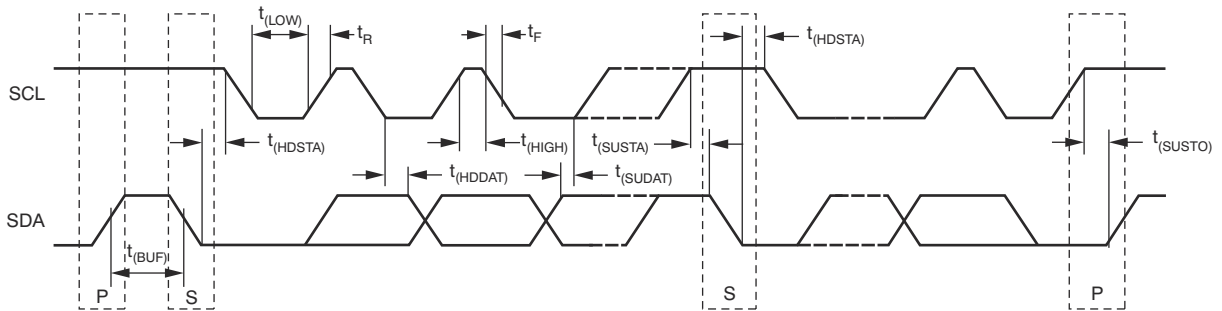 t(LOW)
tR
tF
t(HDSTA)
SCL
t(HDSTA)
t(HIGH)
t(SUSTA)
t(SUSTO)
t(HDDAT)
t(SUDAT)
SDA
t(BUF)
P
S
S
P